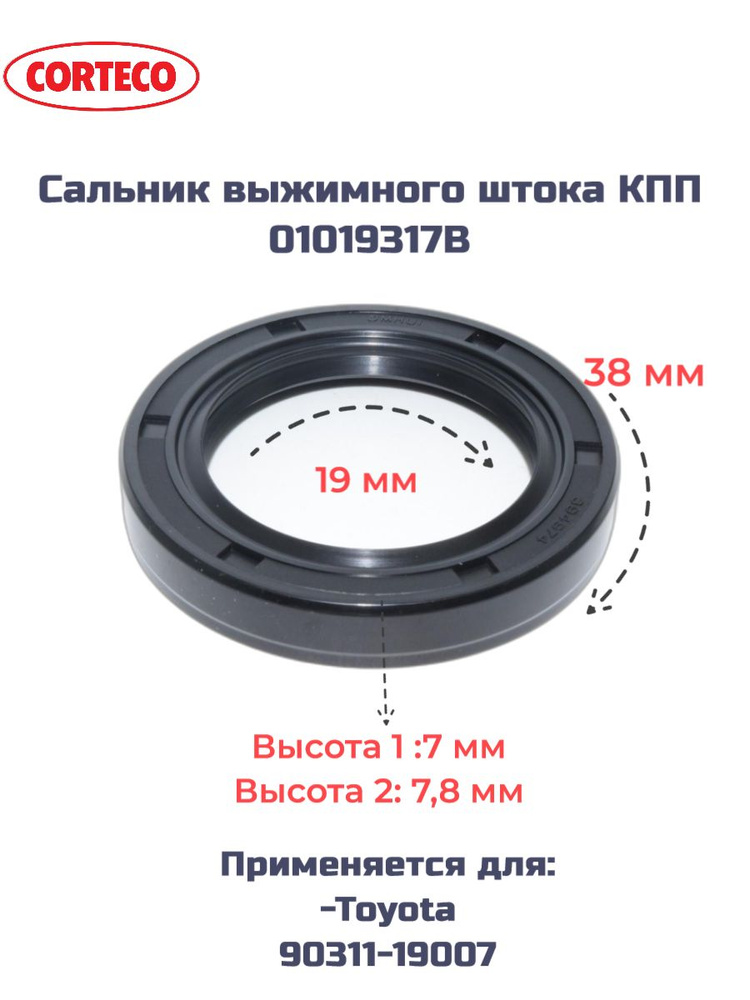 CORTECO
Сальник выжимного штока КПП
01019317B
38 мм
19 мм
394974
Высота 1 :7 мм
Высота 2: 7,8 мм
Применяется для:
-Toyota
90311-19007